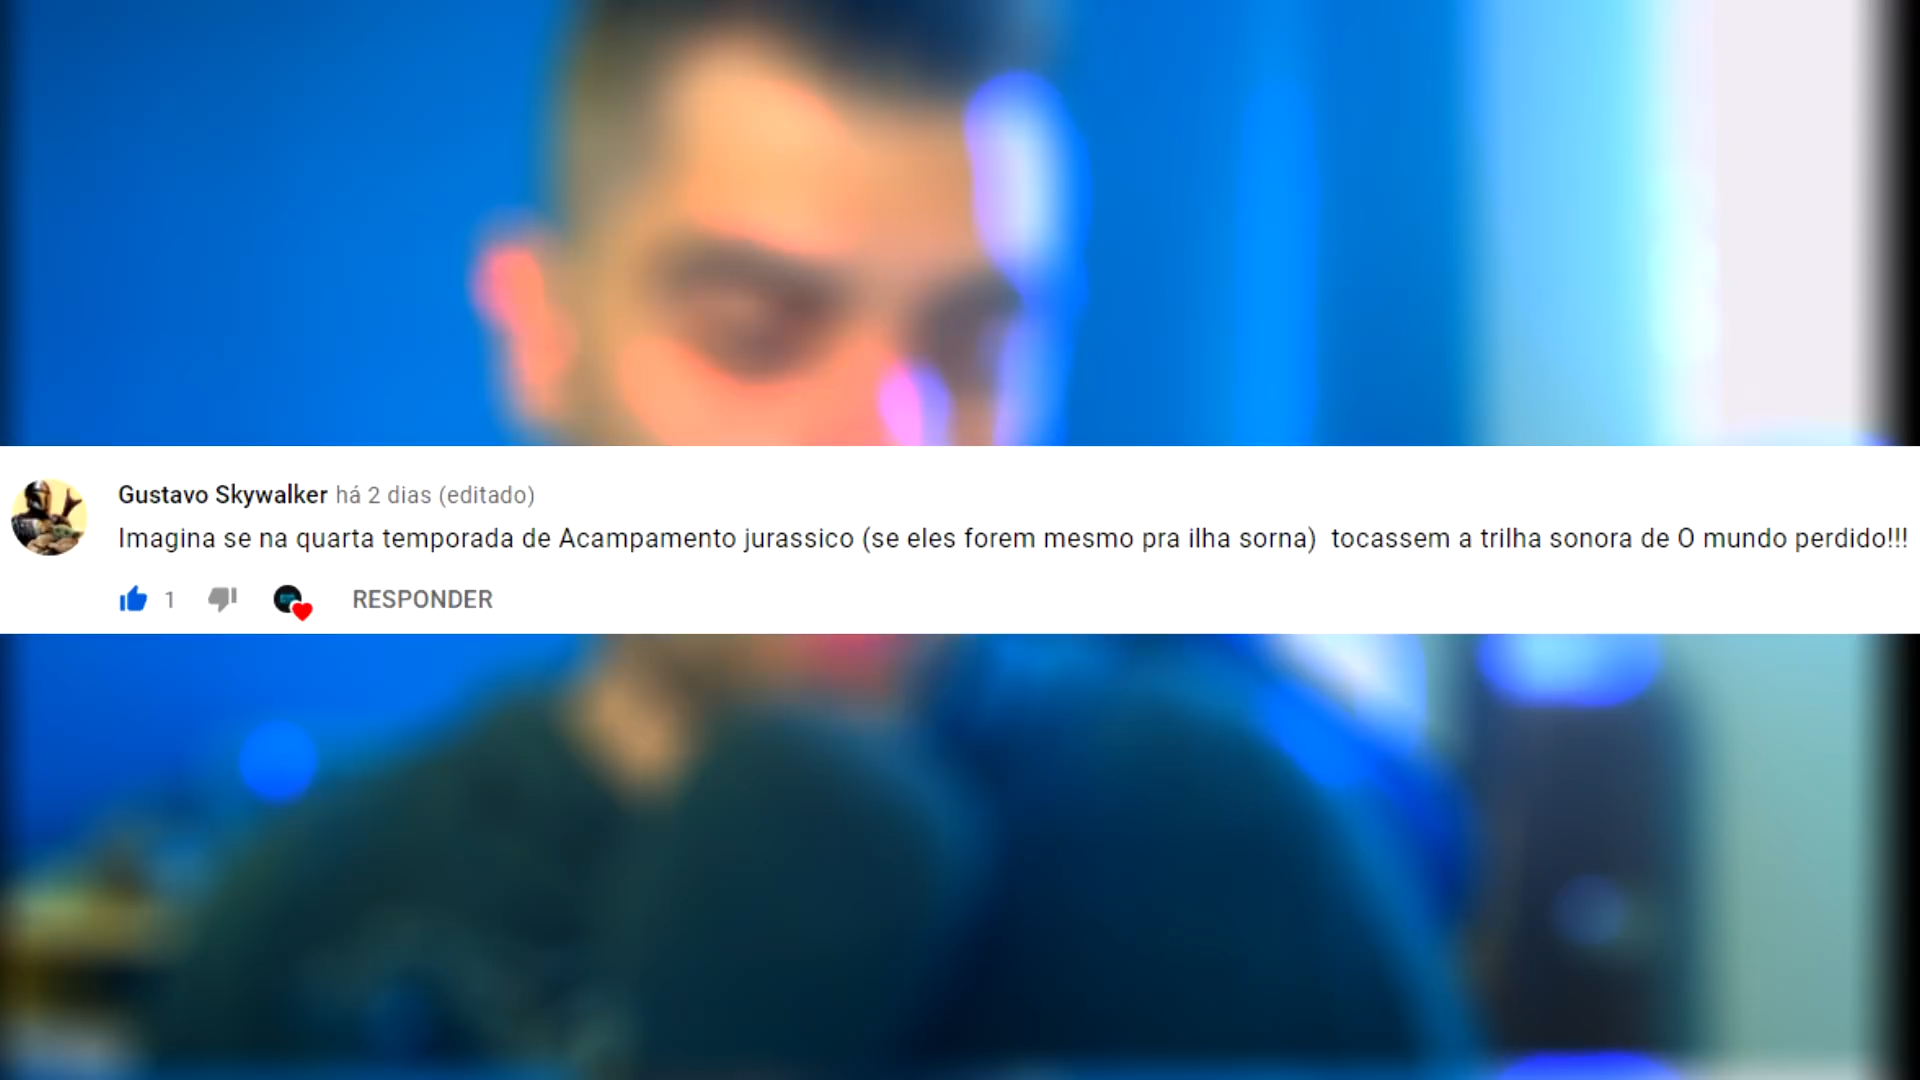 Gustavo Skywalker há 2 dias (editado)
Imagina se na quarta temporada de Acampamento jurassico (se eles forem mesmo pra ilha sorna)  tocassem a trilha sonora de O mundo perdido!!!
1 RESPONDER